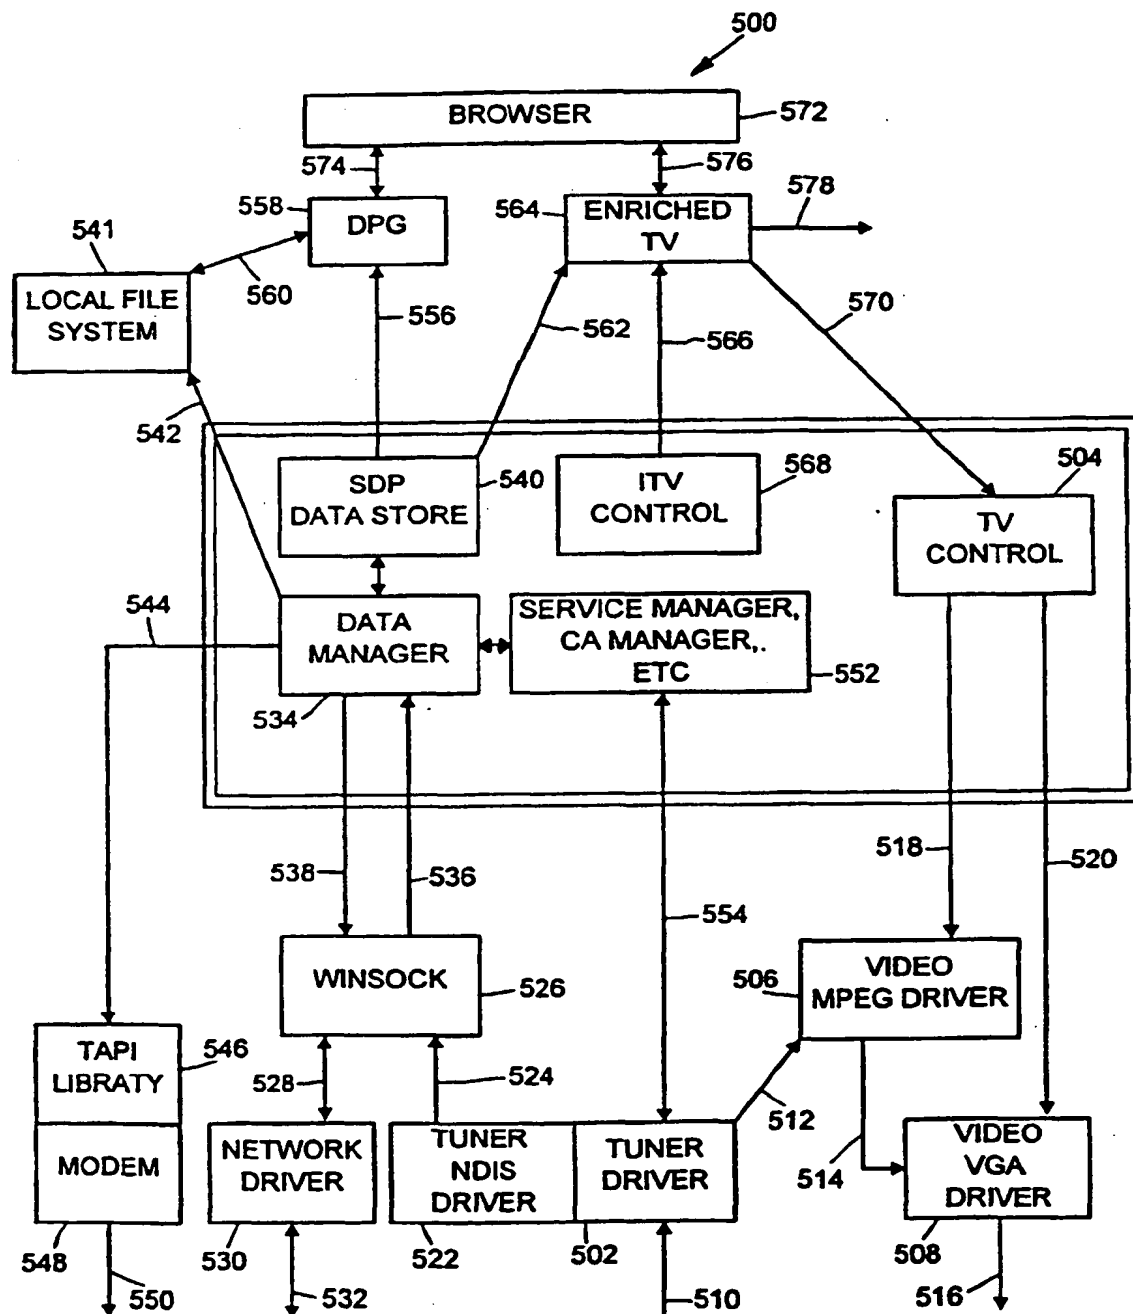 500
BROWSER
572
574
576
578
558
DPG
564
ENRICHED
TV
541
LOCAL FILE
SYSTEM
560
556
562
566
570
542
SDP
DATA STORE
540
ITV
CONTROL
568
504
TV
CONTROL
544
DATA
MANAGER
534
SERVICE MANAGER,
CA MANAGER,.
ETC
552
538
536
554
518
520
WINSOCK
526
506
VIDEO
MPEG DRIVER
TAPI
LIBRATY
546
528
524
512
514
MODEM
NETWORK
DRIVER
TUNER
NDIS
DRIVER
TUNER
DRIVER
VIDEO
VGA
DRIVER
548
550
530
532
522
502
510
508
516